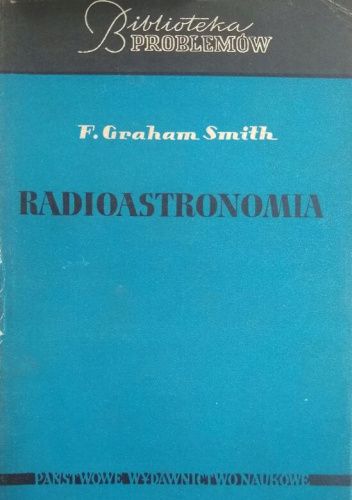 Biblioteka
PROBLEMÓW
F. Graham Smith
RADIOASTRONOMIA
PAŃSTWOWE WYDAWNICTWO NAUKOWE